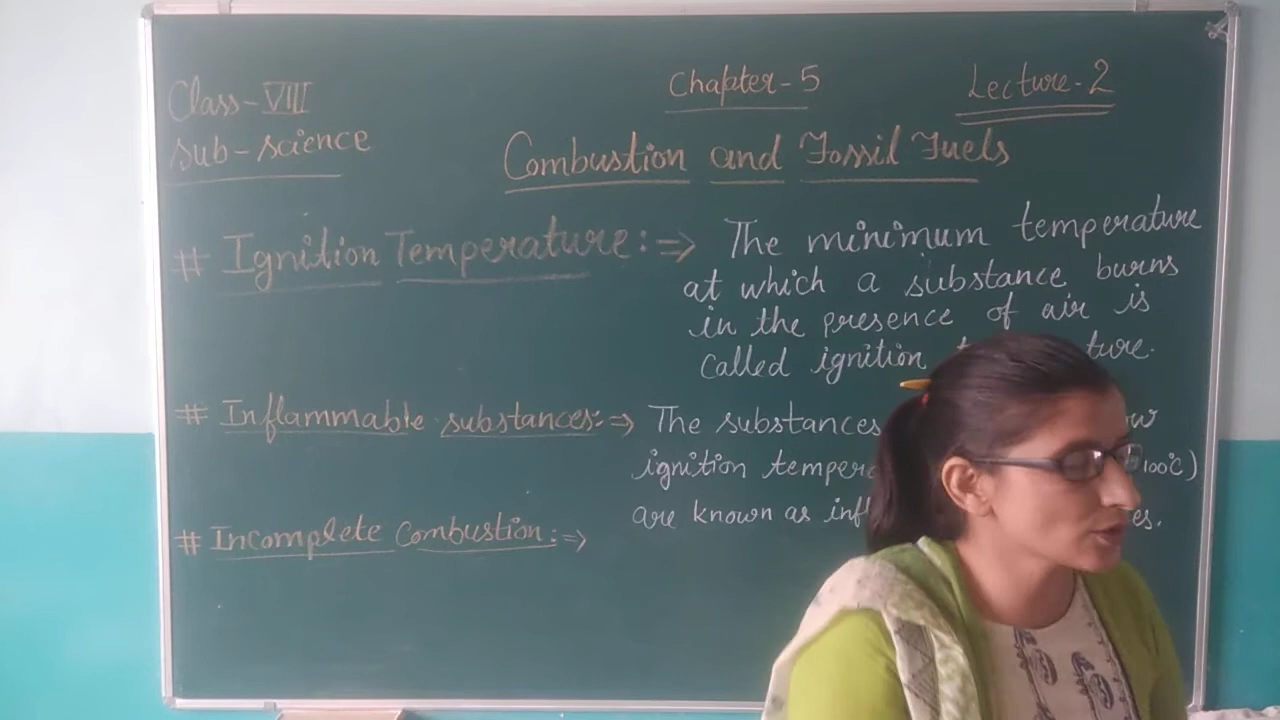 Class-VIII
Sub-science
Chapter-5
Lecture-2
Combustion and Fossil Fuels
# Ignition Temperature:⇒ The minimum temperature
at which a substance burns
in the presence of air is
called ignition
# Inflammable substances:⇒ The substances
ignition 100°C)
are known as
# Incomplete Combustion:⇒